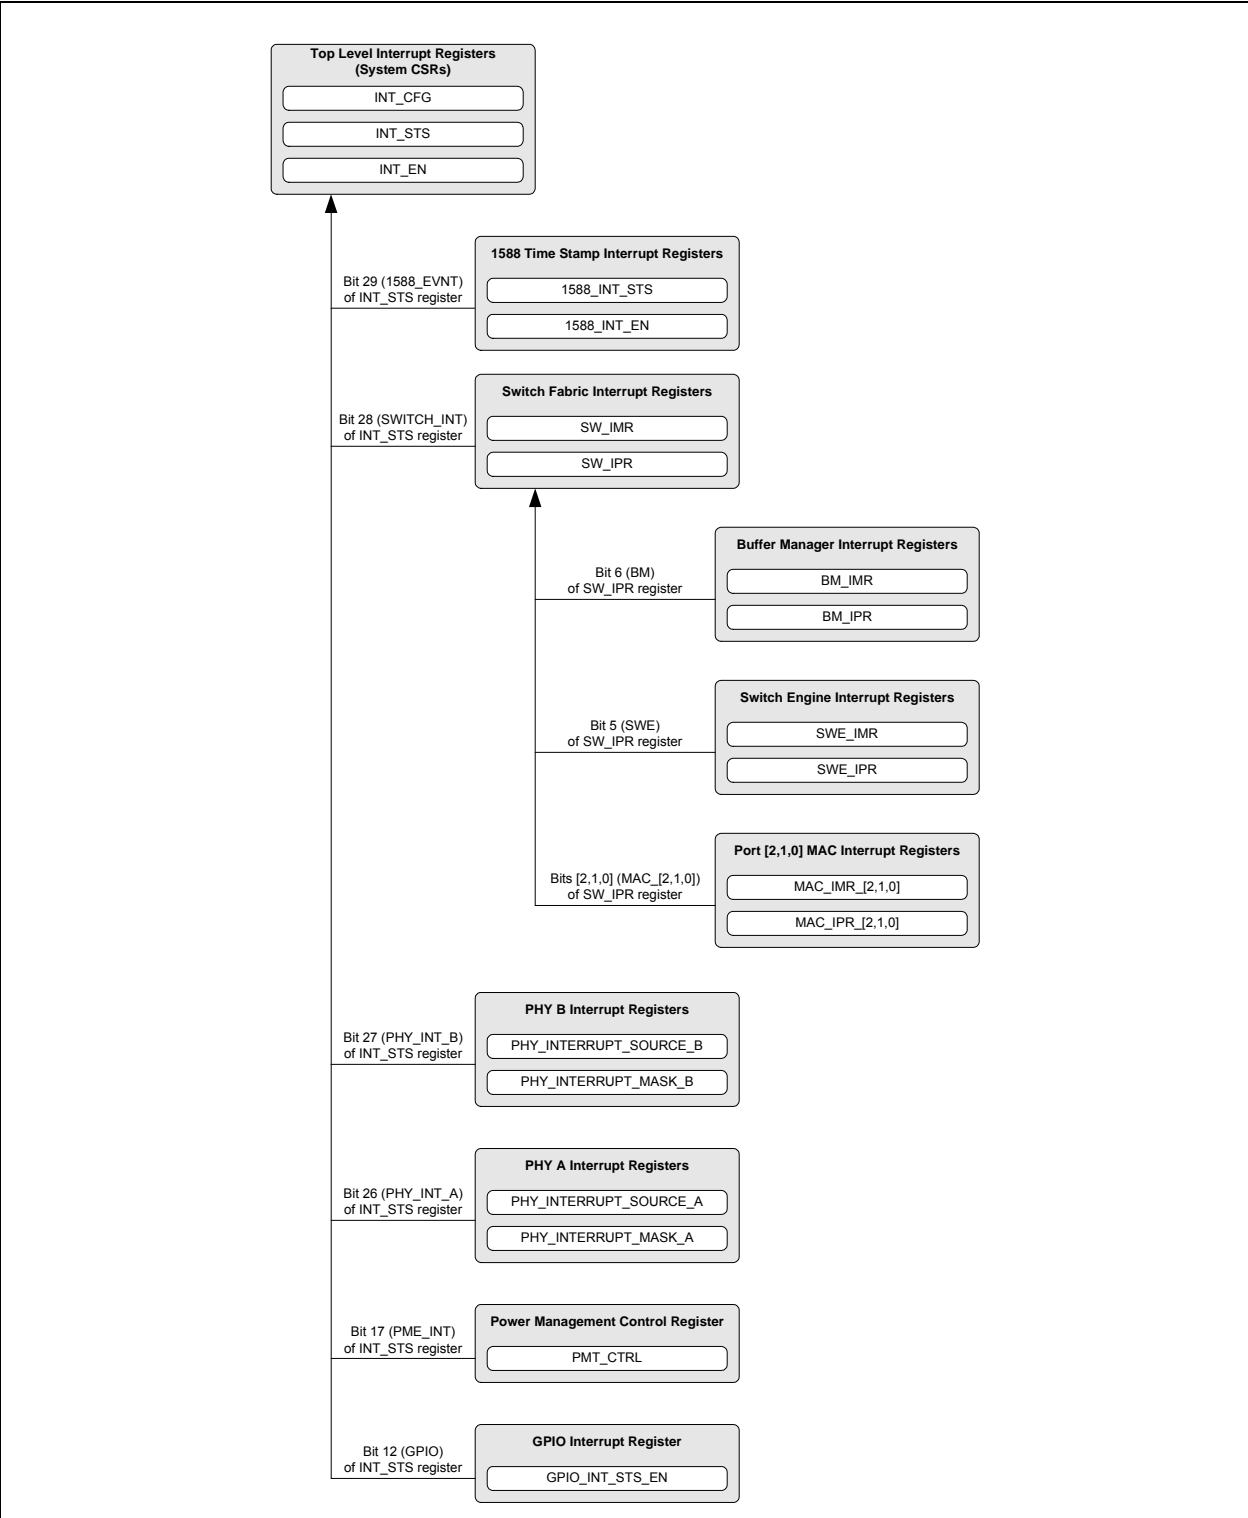 Top Level Interrupt Registers
(System CSRs)
INT_CFG
INT_STS
INT_EN
1588 Time Stamp Interrupt Registers
Bit 29 (1588_EVNT)
of INT_STS register
1588_INT_STS
1588_INT_EN
Switch Fabric Interrupt Registers
Bit 28 (SWITCH_INT)
of INT_STS register
SW_IMR
SW_IPR
Buffer Manager Interrupt Registers
Bit 6 (BM)
of SW_IPR register
BM_IMR
BM_IPR
Switch Engine Interrupt Registers
Bit 5 (SWE)
of SW_IPR register
SWE_IMR
SWE_IPR
Port [2,1,0] MAC Interrupt Registers
Bits [2,1,0] (MAC_[2,1,0])
of SW_IPR register
MAC_IMR_[2,1,0]
MAC_IPR_[2,1,0]
PHY B Interrupt Registers
Bit 27 (PHY_INT_B)
of INT_STS register
PHY_INTERRUPT_SOURCE_B
PHY_INTERRUPT_MASK_B
PHY A Interrupt Registers
Bit 26 (PHY_INT_A)
of INT_STS register
PHY_INTERRUPT_SOURCE_A
PHY_INTERRUPT_MASK_A
Power Management Control Register
Bit 17 (PME_INT)
of INT_STS register
PMT_CTRL
GPIO Interrupt Register
Bit 12 (GPIO)
of INT_STS register
GPIO_INT_STS_EN